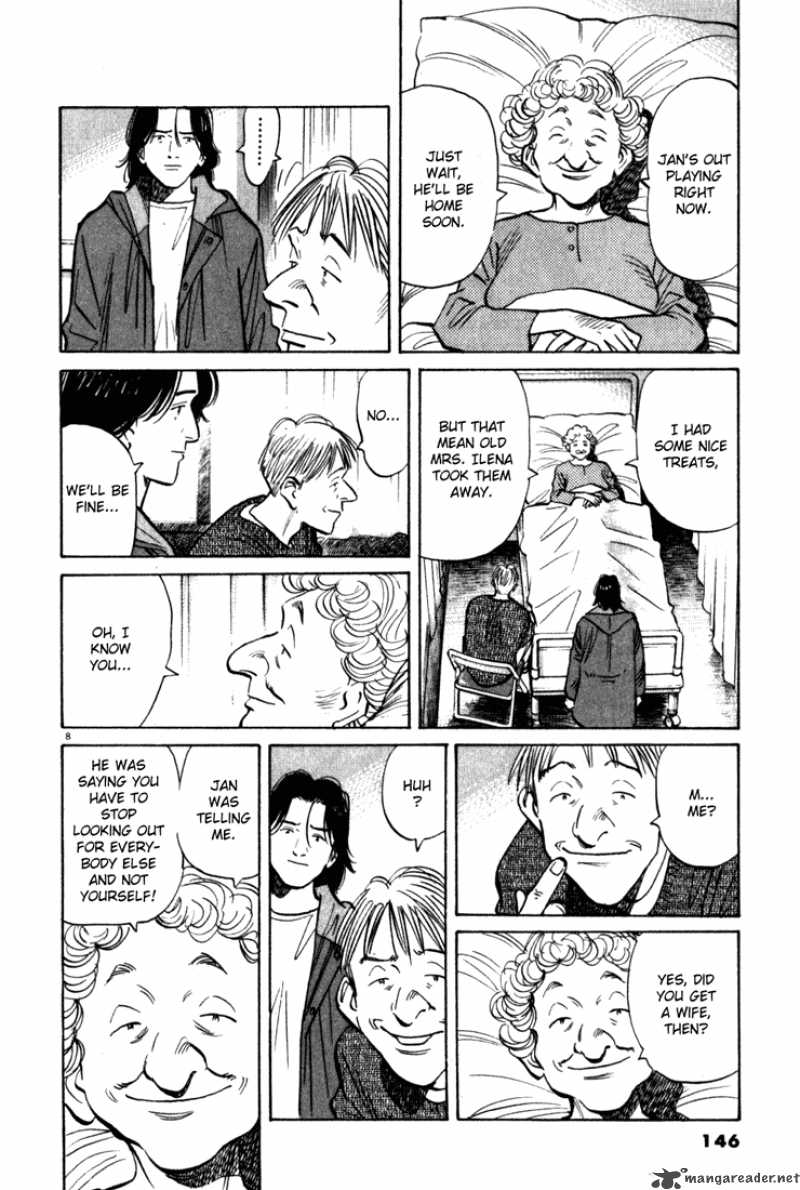 JAN'S OUT
PLAYING
RIGHT
NOW.
JUST
WAIT,
HE'LL BE
HOME
SOON.
........
I HAD
SOME NICE
TREATS,
BUT THAT
MEAN OLD
MRS. ILENA
TOOK THEM
AWAY.
NO...
WE'LL BE
FINE...
OH, I
KNOW
YOU...
8
M...
ME?
YES, DID
YOU GET
A WIFE,
THEN?
HUH
?
JAN
WAS
TELLING
ME.
HE WAS
SAYING YOU
HAVE TO
STOP
LOOKING OUT
FOR EVERY-
BODY ELSE
AND NOT
YOURSELF!
146
mangareader.net